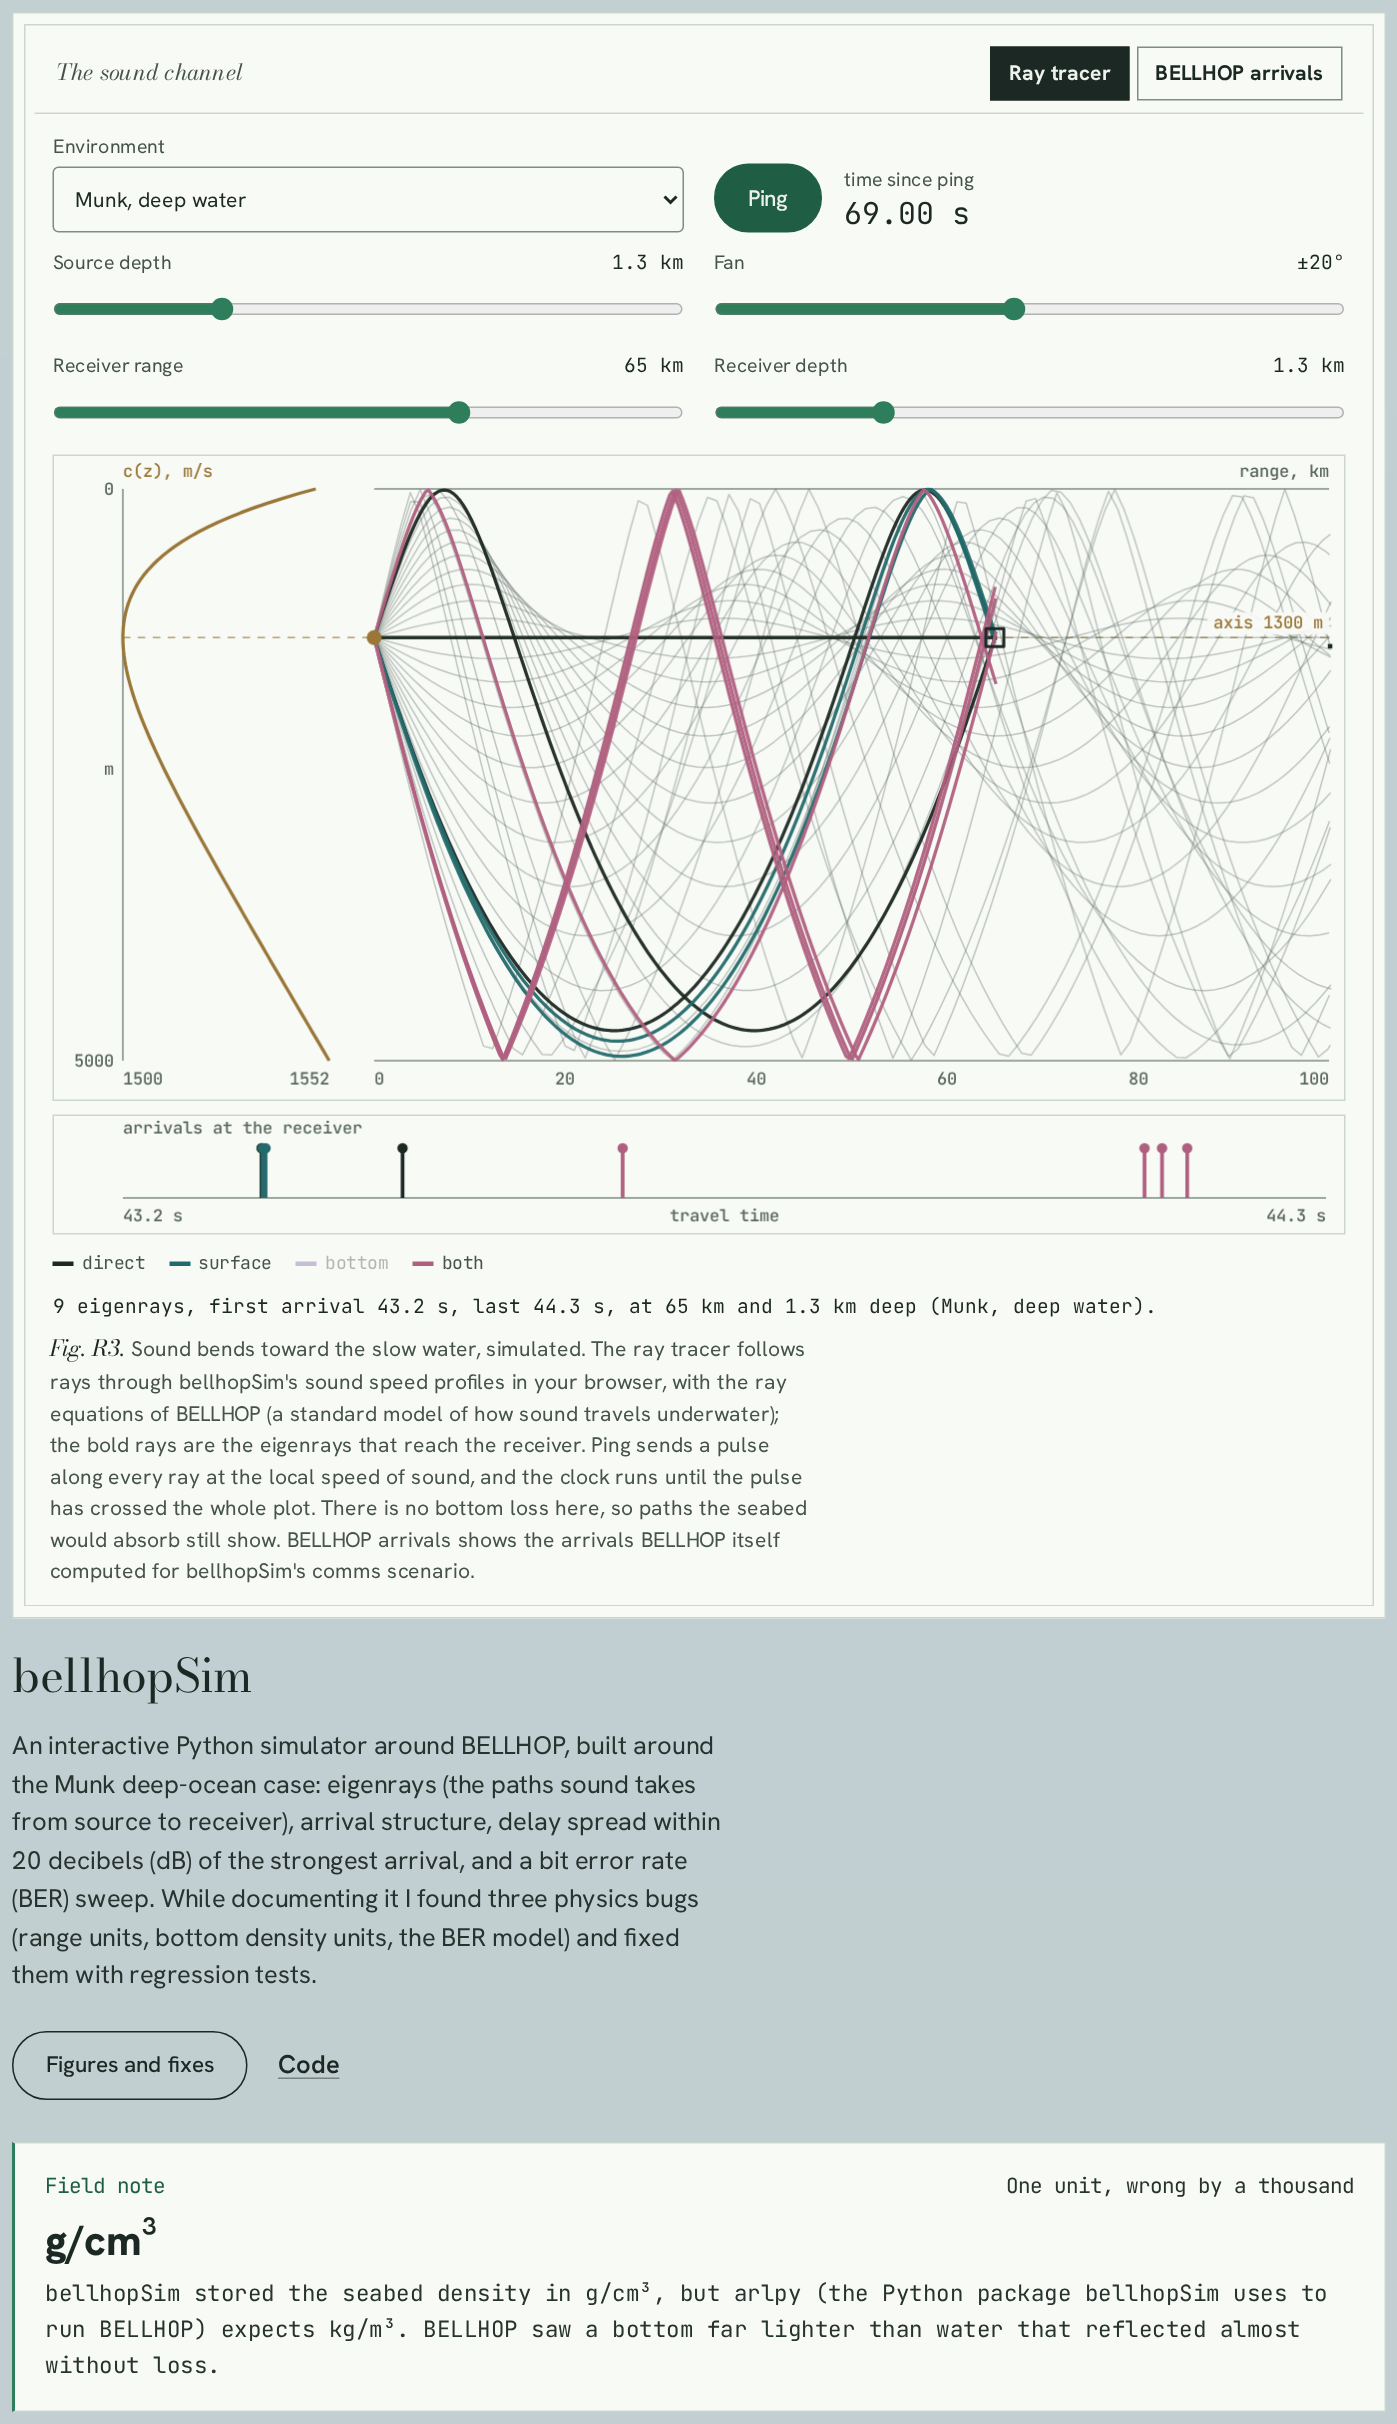 The sound channel
Ray tracer
BELLHOP arrivals
Environment
Munk, deep water
Ping
time since ping
69.00 s
Source depth
1.3 km
Fan
±20°
Receiver range
65 km
Receiver depth
1.3 km
c(z), m/s
range, km
0
axis 1300 m
m
5000
1500
1552
0
20
40
60
80
100
arrivals at the receiver
43.2 s
travel time
44.3 s
direct
surface
bottom
both
9 eigenrays, first arrival 43.2 s, last 44.3 s, at 65 km and 1.3 km deep (Munk, deep water).
Fig. R3. Sound bends toward the slow water, simulated. The ray tracer follows
rays through bellhopSim's sound speed profiles in your browser, with the ray
equations of BELLHOP (a standard model of how sound travels underwater);
the bold rays are the eigenrays that reach the receiver. Ping sends a pulse
along every ray at the local speed of sound, and the clock runs until the pulse
has crossed the whole plot. There is no bottom loss here, so paths the seabed
would absorb still show. BELLHOP arrivals shows the arrivals BELLHOP itself
computed for bellhopSim's comms scenario.
bellhopSim
An interactive Python simulator around BELLHOP, built around
the Munk deep-ocean case: eigenrays (the paths sound takes
from source to receiver), arrival structure, delay spread within
20 decibels (dB) of the strongest arrival, and a bit error rate
(BER) sweep. While documenting it I found three physics bugs
(range units, bottom density units, the BER model) and fixed
them with regression tests.
Figures and fixes
Code
Field note
One unit, wrong by a thousand
g/cm³
bellhopSim stored the seabed density in g/cm³, but arlpy (the Python package bellhopSim uses to
run BELLHOP) expects kg/m³. BELLHOP saw a bottom far lighter than water that reflected almost
without loss.